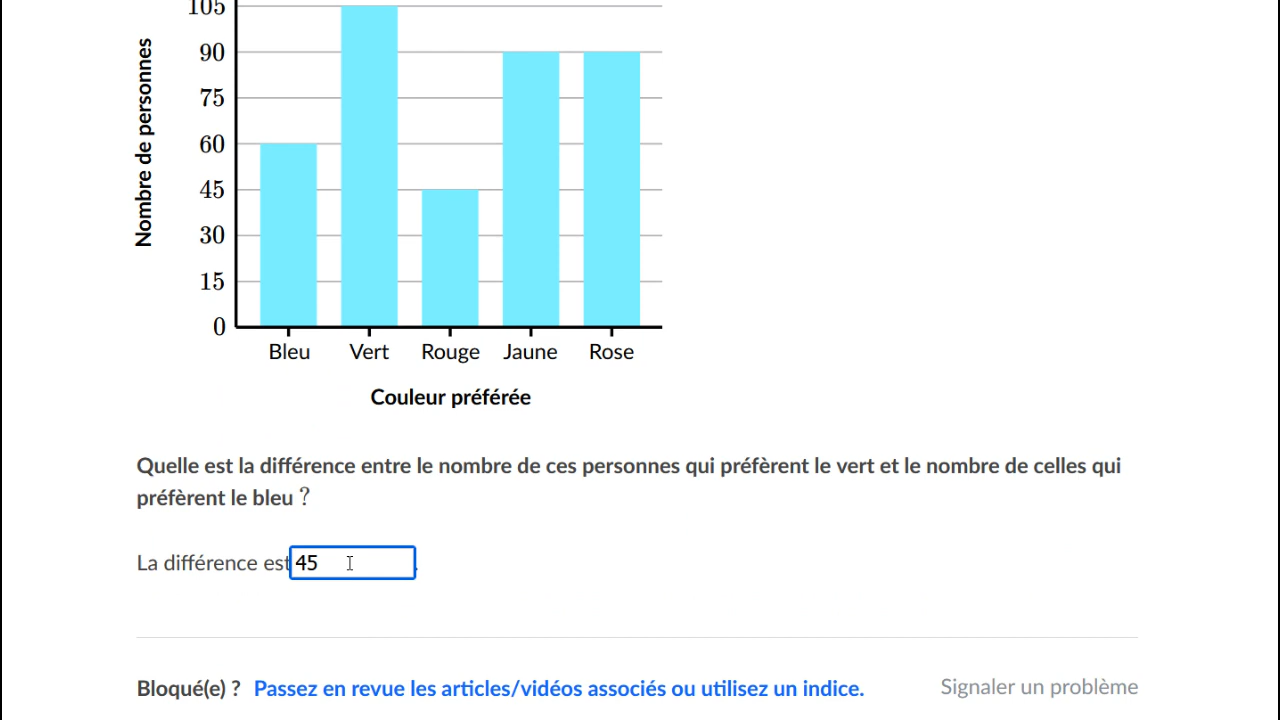 105
90
75
60
45
30
15
0
Nombre de personnes
Bleu Vert Rouge Jaune Rose
Couleur préférée
Quelle est la différence entre le nombre de ces personnes qui préfèrent le vert et le nombre de celles qui
préfèrent le bleu ?
La différence est 45 .
Bloqué(e) ? Passez en revue les articles/vidéos associés ou utilisez un indice. Signaler un problème